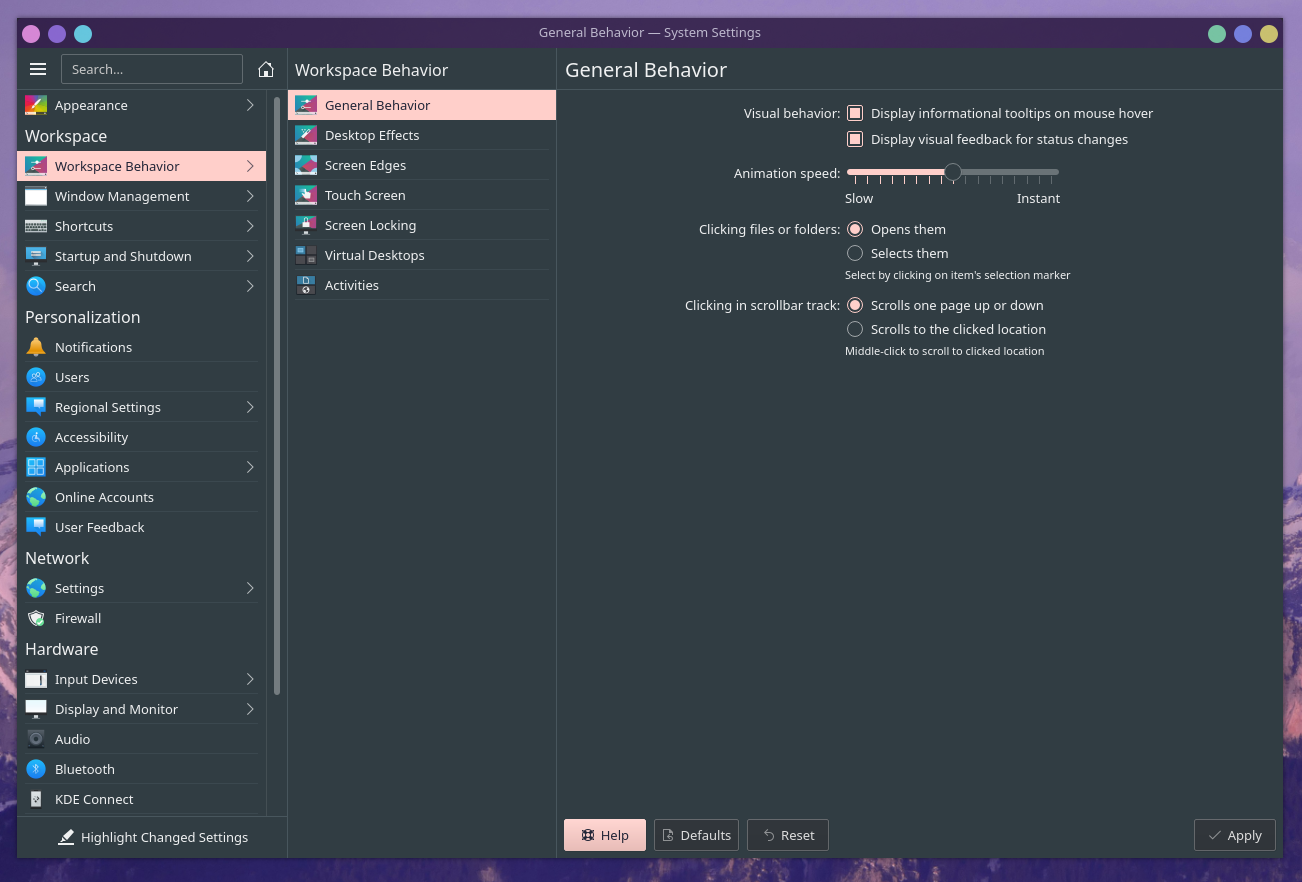 General Behavior — System Settings
Search...
Appearance
Workspace
Workspace Behavior
Window Management
Shortcuts
Startup and Shutdown
Search
Personalization
Notifications
Users
Regional Settings
Accessibility
Applications
Online Accounts
User Feedback
Network
Settings
Firewall
Hardware
Input Devices
Display and Monitor
Audio
Bluetooth
KDE Connect
Highlight Changed Settings
Workspace Behavior
General Behavior
Desktop Effects
Screen Edges
Touch Screen
Screen Locking
Virtual Desktops
Activities
General Behavior
Visual behavior: Display informational tooltips on mouse hover
Display visual feedback for status changes
Animation speed:
Slow Instant
Clicking files or folders: Opens them
Selects them
Select by clicking on item's selection marker
Clicking in scrollbar track: Scrolls one page up or down
Scrolls to the clicked location
Middle-click to scroll to clicked location
Help Defaults Reset Apply